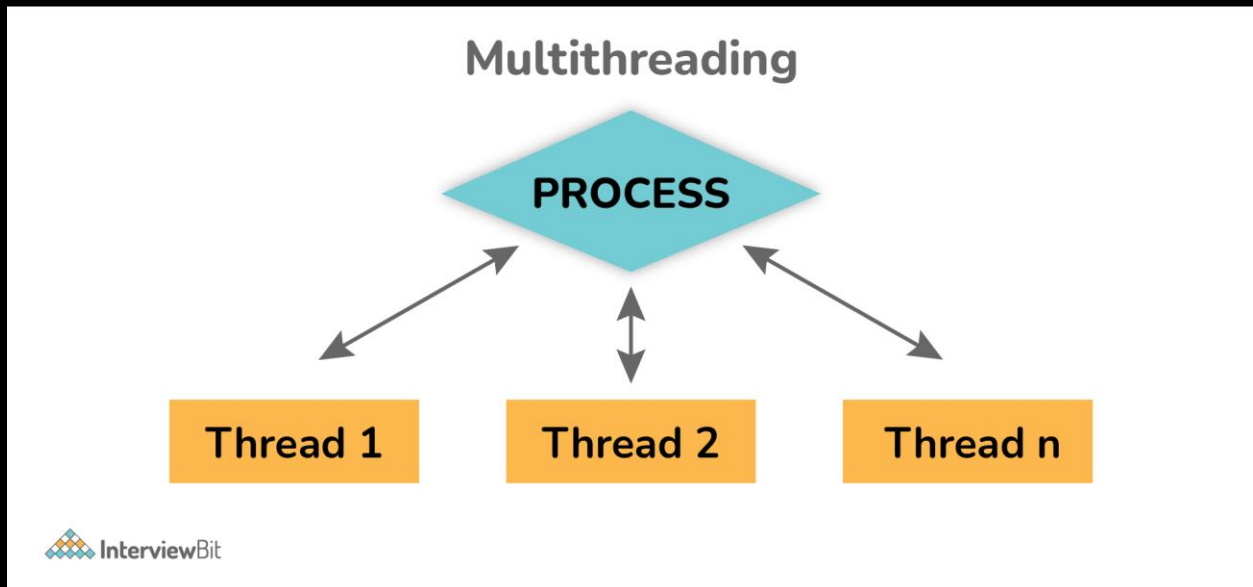 Multithreading
PROCESS
Thread 1
Thread 2
Thread n
InterviewBit